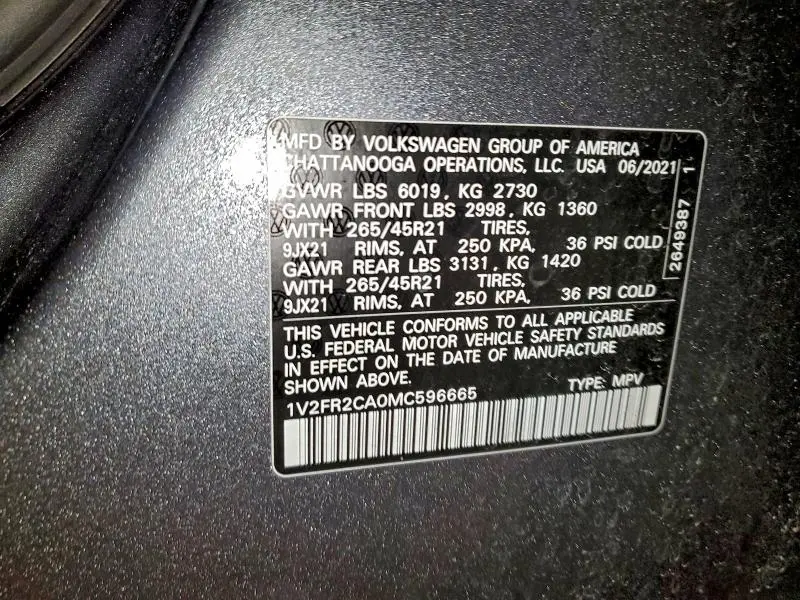 MFD BY VOLKSWAGEN GROUP OF AMERICA
CHATTANOOGA OPERATIONS, LLC. USA 06/2021
GVWR LBS 6019, KG 2730
GAWR FRONT LBS 2998, KG 1360
WITH 265/45R21 TIRES,
9JX21 RIMS, AT 250 KPA, 36 PSI COLD
GAWR REAR LBS 3131, KG 1420
WITH 265/45R21 TIRES,
9JX21 RIMS, AT 250 KPA, 36 PSI COLD
THIS VEHICLE CONFORMS TO ALL APPLICABLE
U.S. FEDERAL MOTOR VEHICLE SAFETY STANDARDS
IN EFFECT ON THE DATE OF MANUFACTURE
SHOWN ABOVE.
1V2FR2CA0MC596665 TYPE: MPV
2649387 1